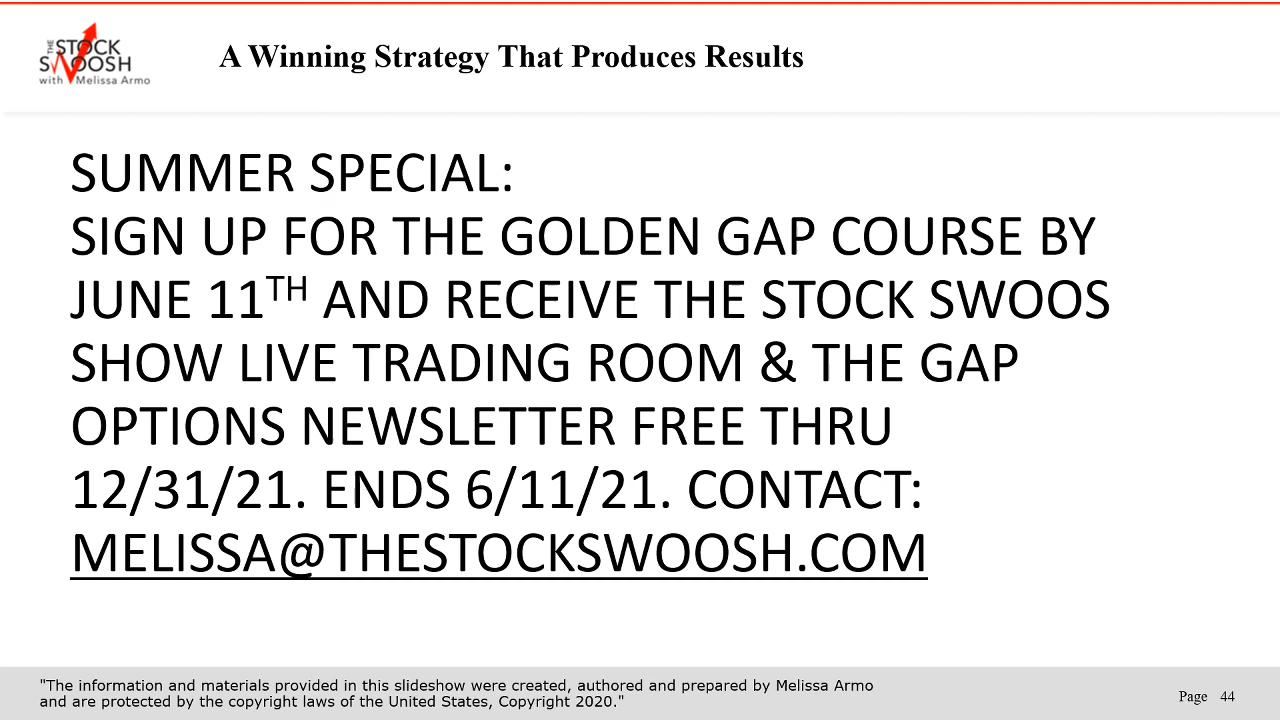 THE
STOCK
SWOOSH
with Melissa Armo
A Winning Strategy That Produces Results
SUMMER SPECIAL:
SIGN UP FOR THE GOLDEN GAP COURSE BY
JUNE 11TH AND RECEIVE THE STOCK SWOOS
SHOW LIVE TRADING ROOM & THE GAP
OPTIONS NEWSLETTER FREE THRU
12/31/21. ENDS 6/11/21. CONTACT:
MELISSA@THESTOCKSWOOSH.COM
"The information and materials provided in this slideshow were created, authored and prepared by Melissa Armo
and are protected by the copyright laws of the United States, Copyright 2020."
Page 44